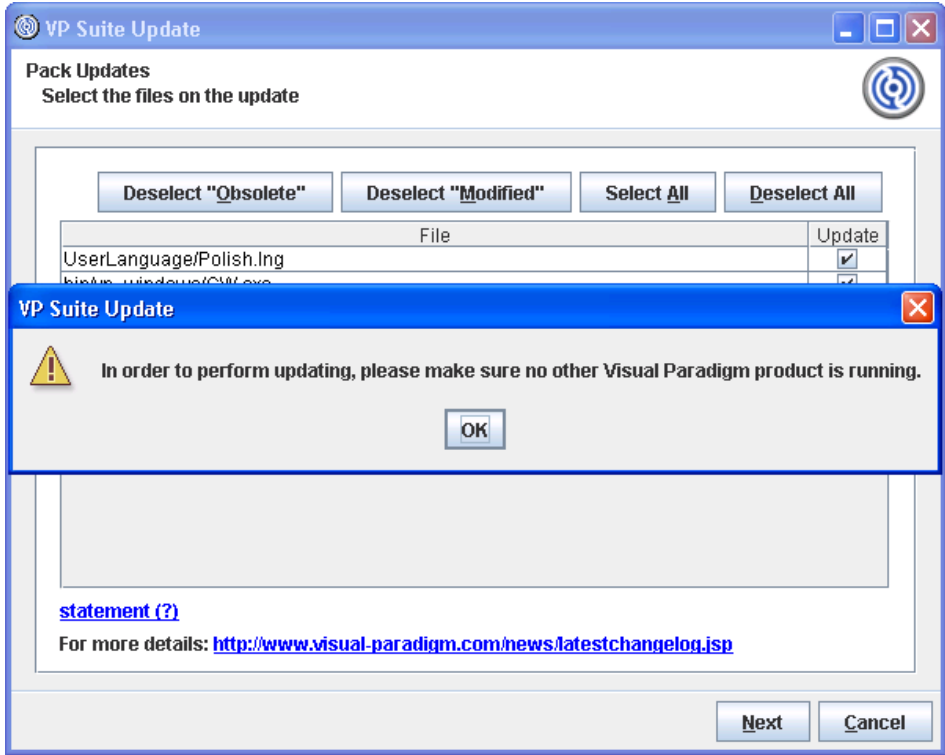 VP Suite Update
Pack Updates
Select the files on the update
Deselect "Obsolete" Deselect "Modified" Select All Deselect All
File Update
UserLanguage/Polish.lng
VP Suite Update
In order to perform updating, please make sure no other Visual Paradigm product is running.
OK
statement (?)
For more details: http://www.visual-paradigm.com/news/latestchangelog.jsp
Next Cancel